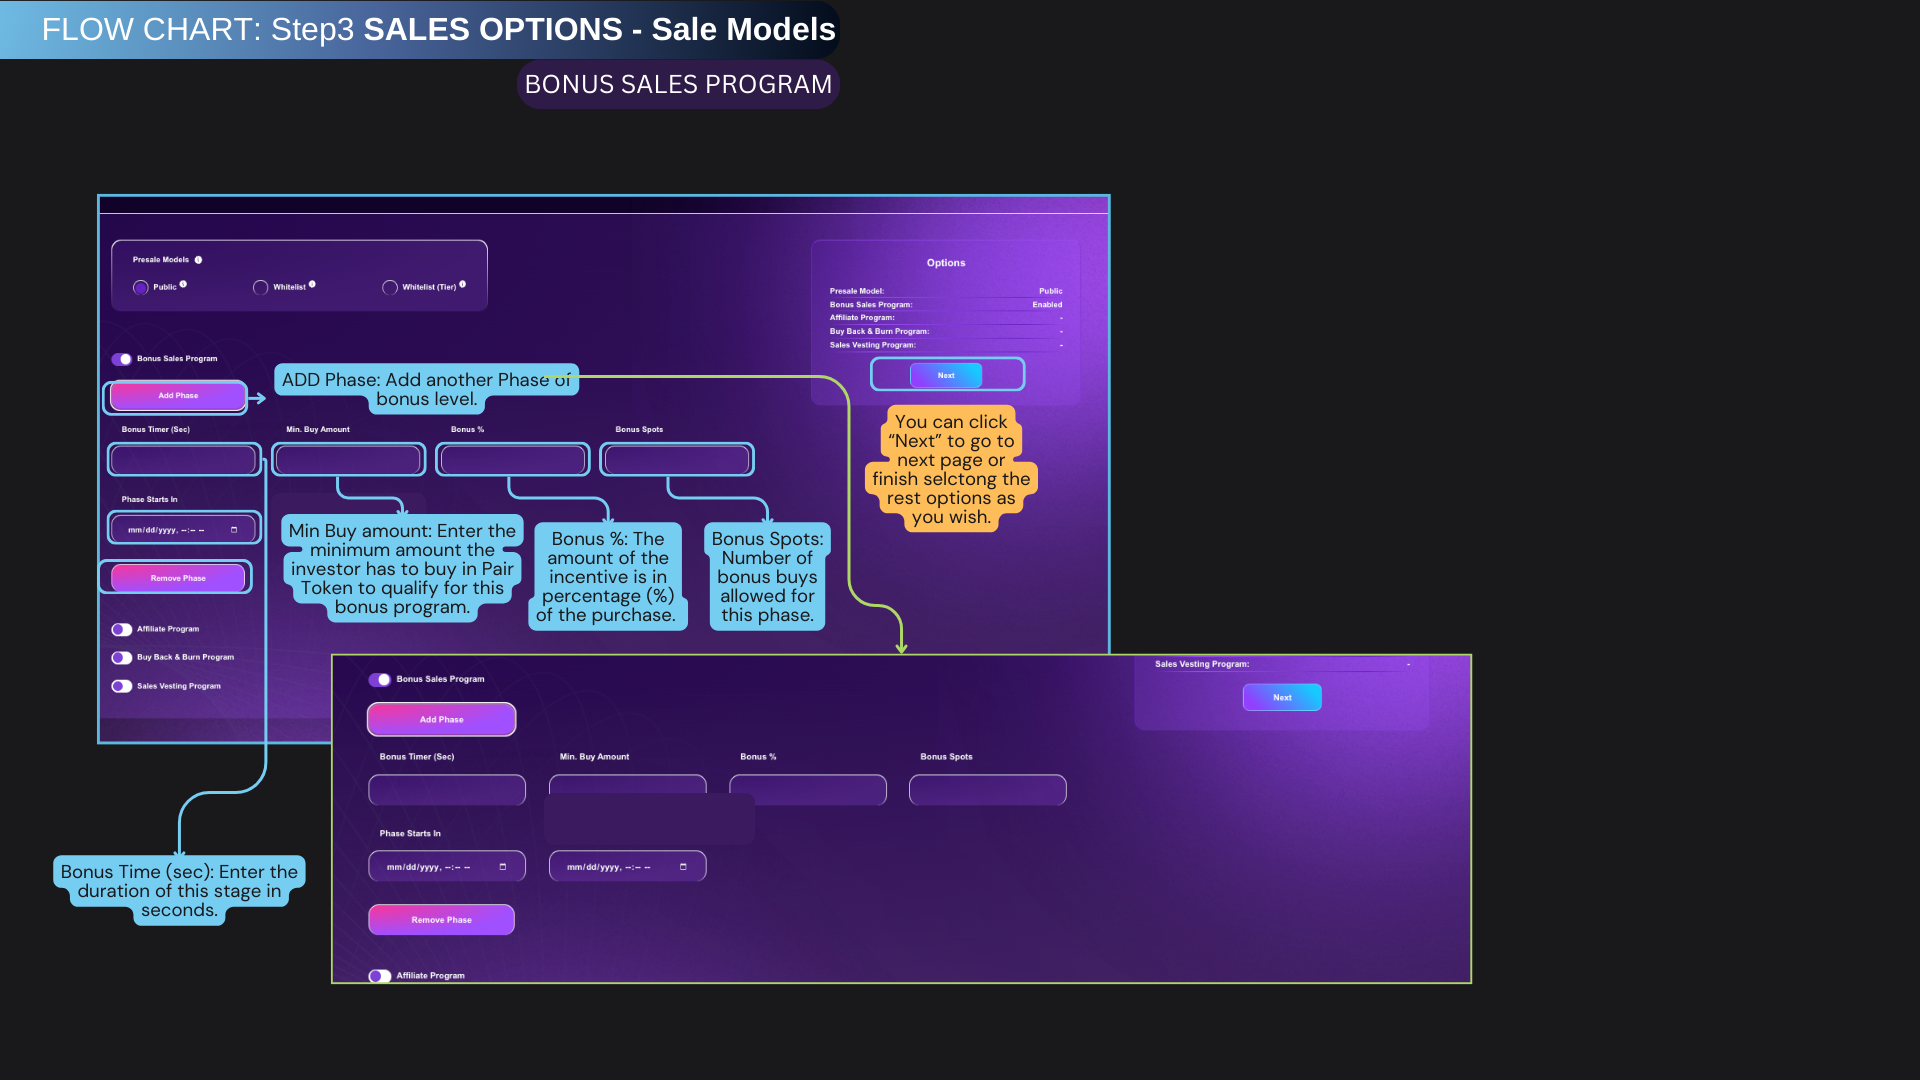 FLOW CHART: Step3 SALES OPTIONS - Sale Models
BONUS SALES PROGRAM
Presale Models
Public
Whitelist
Whitelist (Tier)
Options
Presale Model: Public
Bonus Sales Program: Enabled
Affiliate Program: -
Buy Back & Burn Program: -
Sales Vesting Program: -
Next
Bonus Sales Program
Add Phase
ADD Phase: Add another Phase of
bonus level.
Bonus Timer (Sec)
Min. Buy Amount
Bonus %
Bonus Spots
You can click
“Next” to go to
next page or
finish selctong the
rest options as
you wish.
Phase Starts In
mm/dd/yyyy, --:-- --
Remove Phase
Min Buy amount: Enter the
minimum amount the
investor has to buy in Pair
Token to qualify for this
bonus program.
Bonus %: The
amount of the
incentive is in
percentage (%)
of the purchase.
Bonus Spots:
Number of
bonus buys
allowed for
this phase.
Affiliate Program
Buy Back & Burn Program
Sales Vesting Program
Bonus Time (sec): Enter the
duration of this stage in
seconds.
Bonus Sales Program
Sales Vesting Program: -
Next
Add Phase
Bonus Timer (Sec)
Min. Buy Amount
Bonus %
Bonus Spots
Phase Starts In
mm/dd/yyyy, --:-- --
mm/dd/yyyy, --:-- --
Remove Phase
Affiliate Program